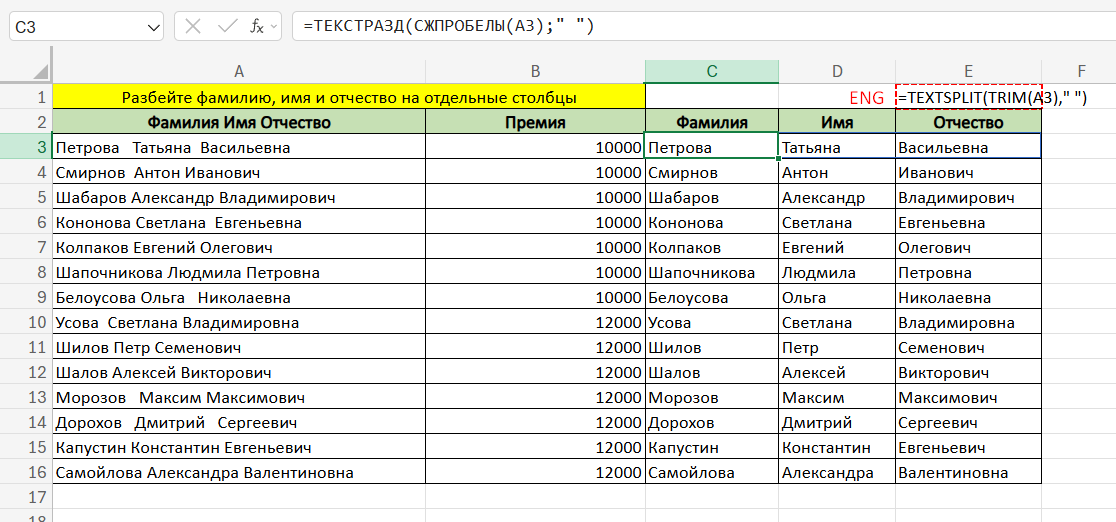 C3 fx =ТЕКСТРАЗД(СЖПРОБЕЛЫ(A3);" ")
A B C D E F
1 Разбейте фамилию, имя и отчество на отдельные столбцы ENG =TEXTSPLIT(TRIM(A3)," ")
2 Фамилия Имя Отчество Премия Фамилия Имя Отчество
3 Петрова   Татьяна  Васильевна 10000 Петрова Татьяна Васильевна
4 Смирнов  Антон Иванович 10000 Смирнов Антон Иванович
5 Шабаров Александр Владимирович 10000 Шабаров Александр Владимирович
6 Кононова Светлана  Евгеньевна 10000 Кононова Светлана Евгеньевна
7 Колпаков Евгений Олегович 10000 Колпаков Евгений Олегович
8 Шапочникова Людмила Петровна 10000 Шапочникова Людмила Петровна
9 Белоусова Ольга   Николаевна 10000 Белоусова Ольга Николаевна
10 Усова  Светлана Владимировна 12000 Усова Светлана Владимировна
11 Шилов Петр Семенович 12000 Шилов Петр Семенович
12 Шалов Алексей Викторович 12000 Шалов Алексей Викторович
13 Морозов   Максим Максимович 12000 Морозов Максим Максимович
14 Дорохов   Дмитрий   Сергеевич 12000 Дорохов Дмитрий Сергеевич
15 Капустин Константин Евгеньевич 12000 Капустин Константин Евгеньевич
16 Самойлова Александра Валентиновна 12000 Самойлова Александра Валентиновна
17
18